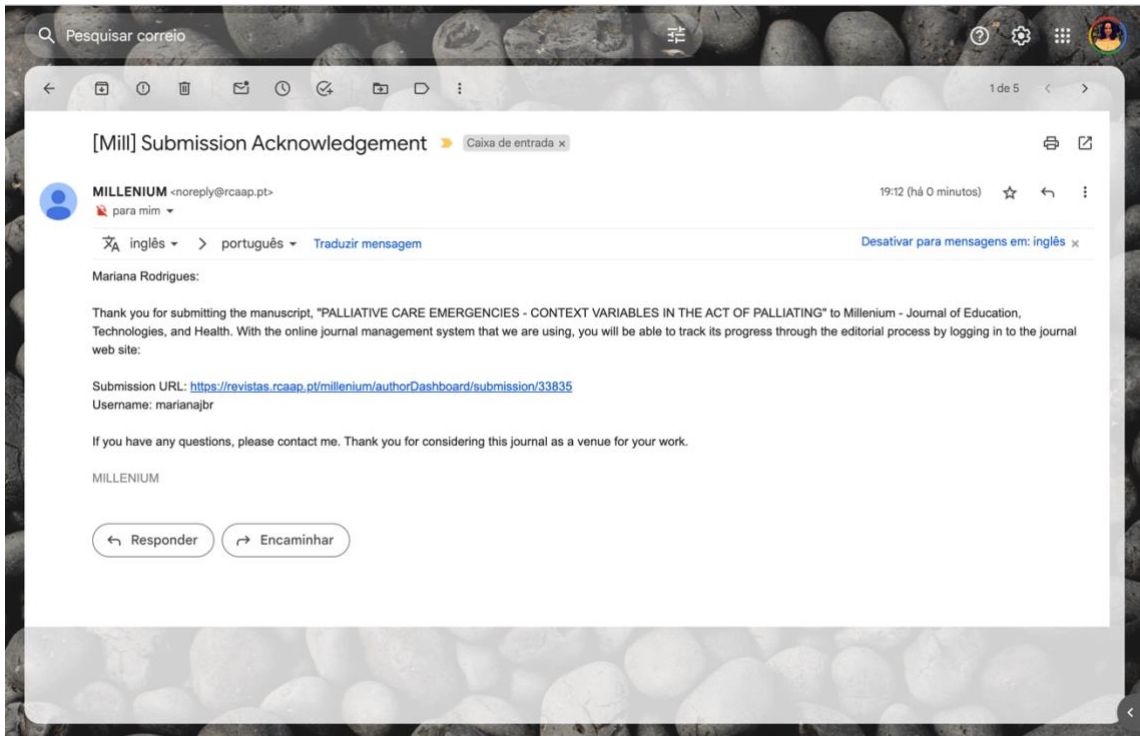 Pesquisar correio
1 de 5
[Mill] Submission Acknowledgement Caixa de entrada x
MILLENIUM <noreply@rcaap.pt> 19:12 (há 0 minutos)
para mim
inglês > português Traduzir mensagem Desativar para mensagens em: inglês x
Mariana Rodrigues:
Thank you for submitting the manuscript, "PALLIATIVE CARE EMERGENCIES - CONTEXT VARIABLES IN THE ACT OF PALLIATING" to Millenium - Journal of Education,
Technologies, and Health. With the online journal management system that we are using, you will be able to track its progress through the editorial process by logging in to the journal
web site:
Submission URL: https://revistas.rcaap.pt/millenium/authorDashboard/submission/33835
Username: marianajbr
If you have any questions, please contact me. Thank you for considering this journal as a venue for your work.
MILLENIUM
Responder Encaminhar